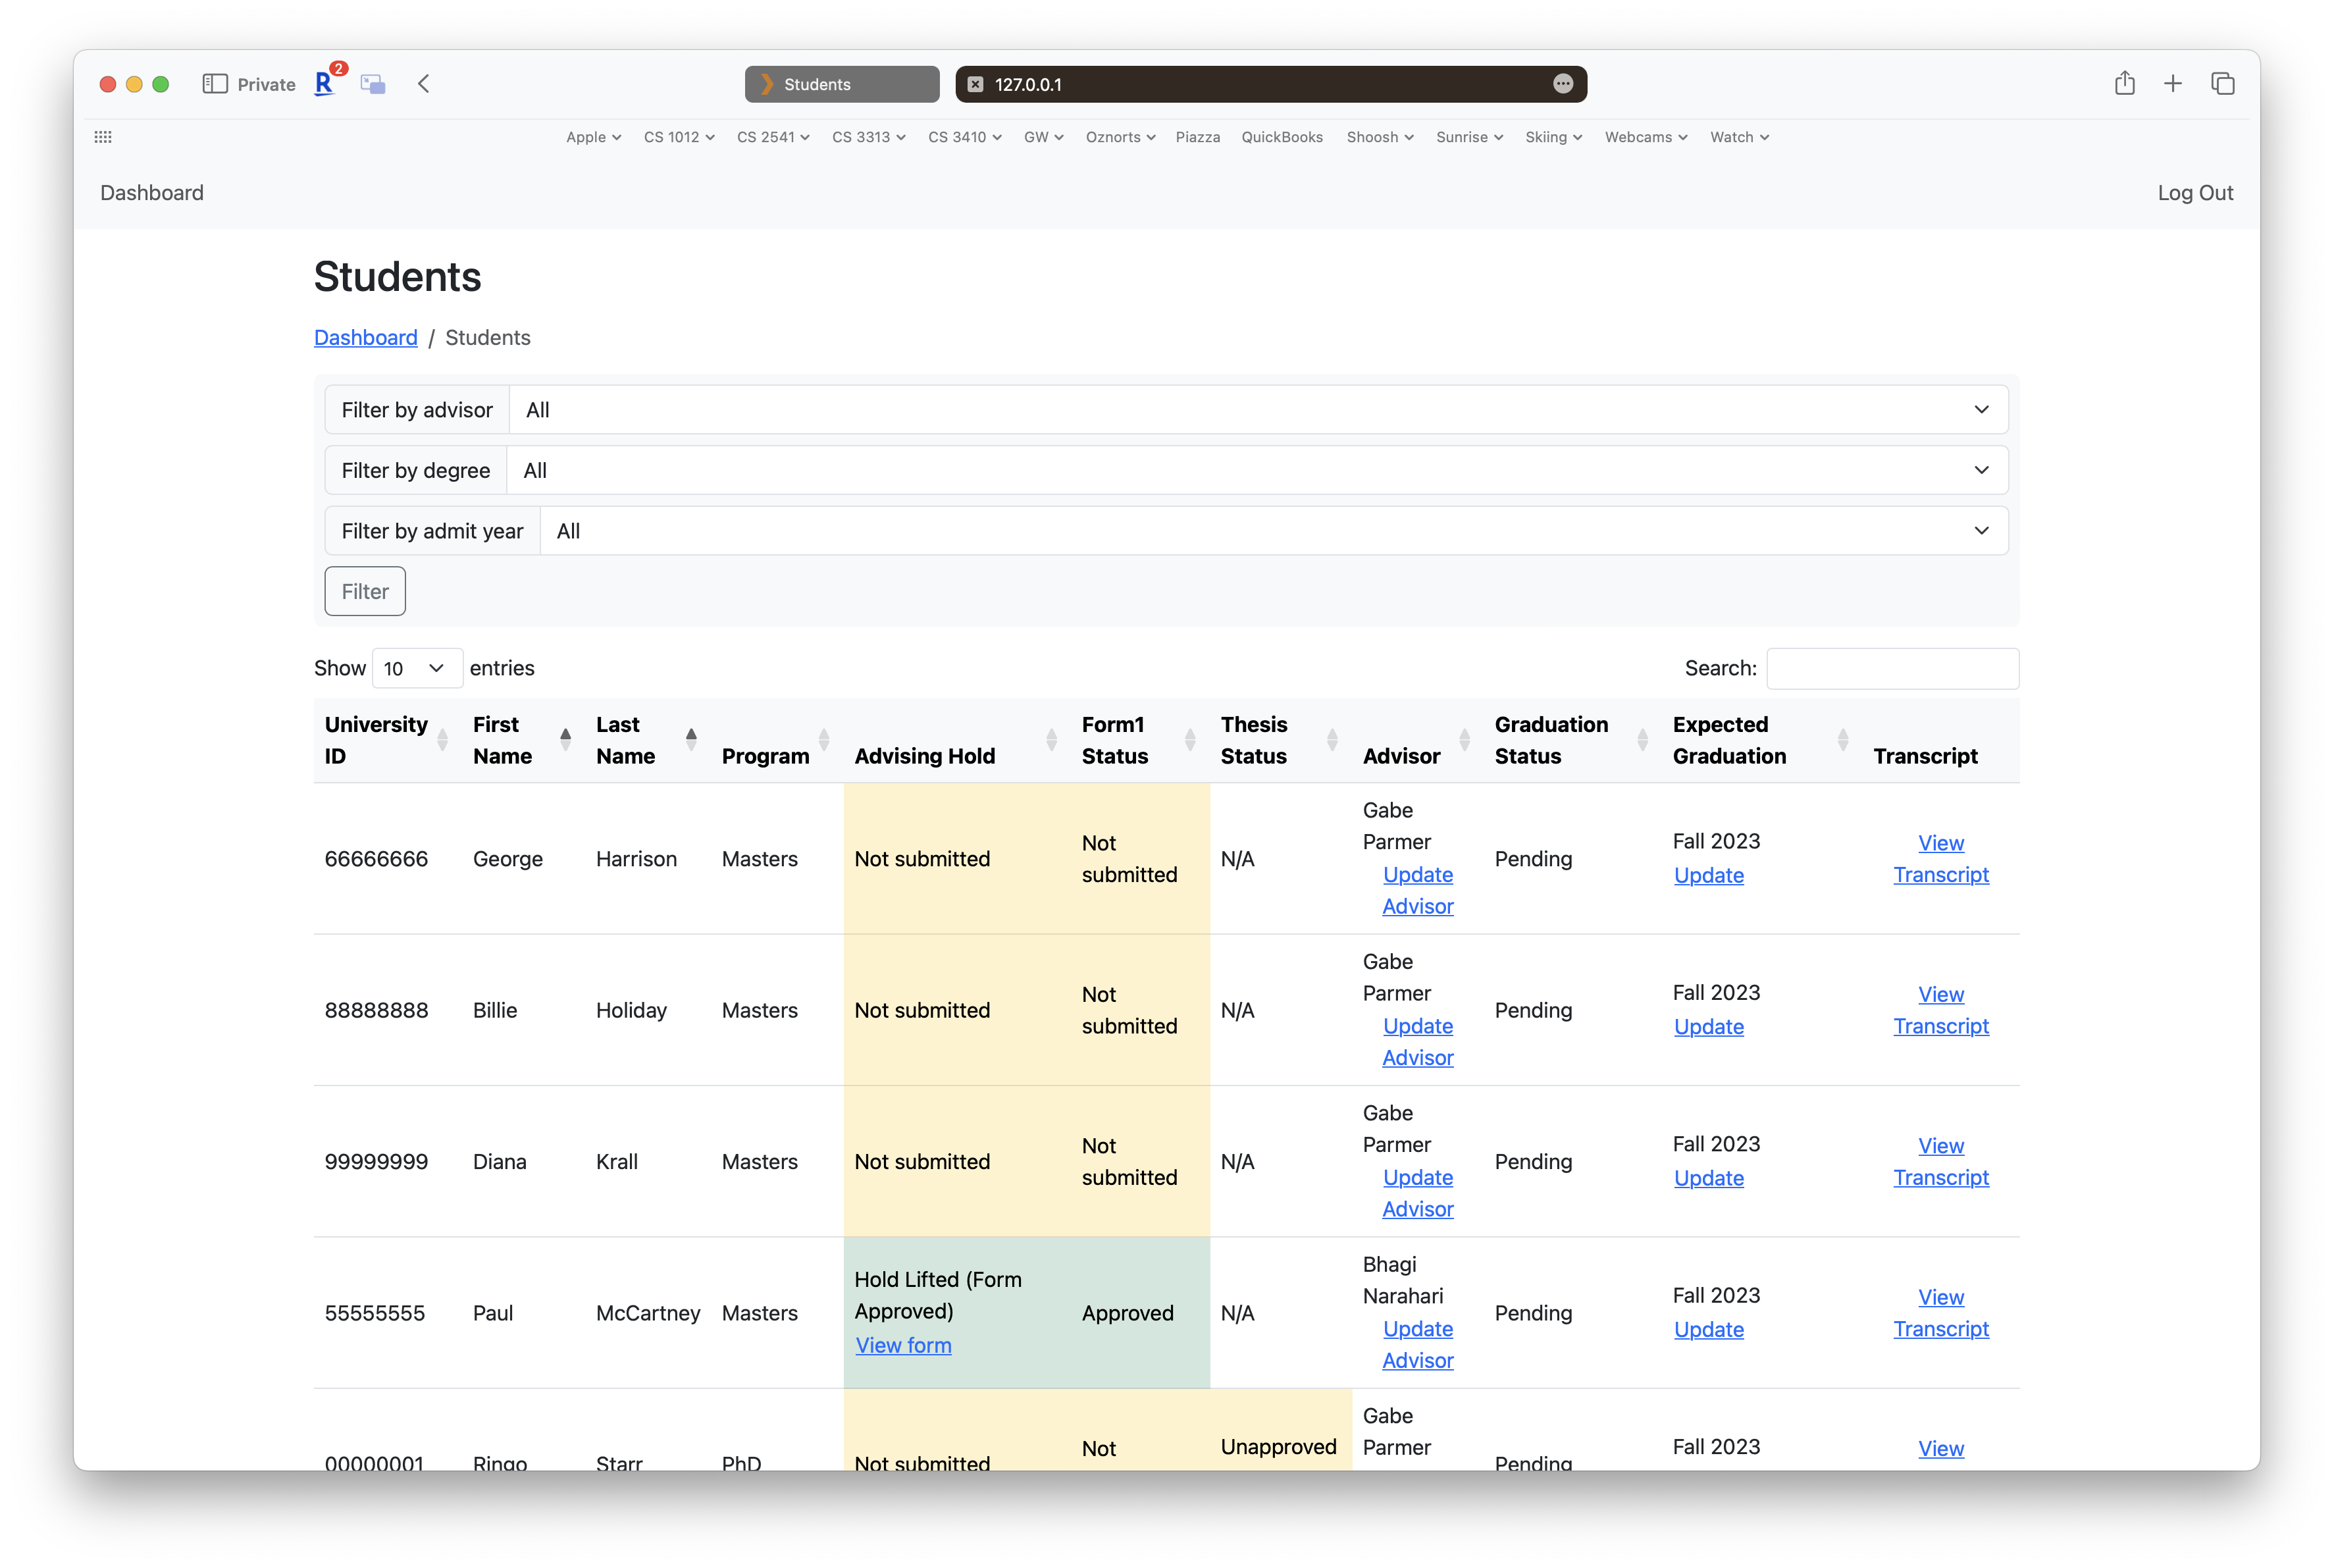 Private
R
2
Students
127.0.0.1
Apple
CS 1012
CS 2541
CS 3313
CS 3410
GW
Oznorts
Piazza
QuickBooks
Shoosh
Sunrise
Skiing
Webcams
Watch
Dashboard
Log Out
Students
Dashboard / Students
Filter by advisor All
Filter by degree All
Filter by admit year All
Filter
Show 10 entries
Search:
University ID
First Name
Last Name
Program
Advising Hold
Form1 Status
Thesis Status
Advisor
Graduation Status
Expected Graduation
Transcript
66666666
George
Harrison
Masters
Not submitted
Not submitted
N/A
Gabe Parmer
Update Advisor
Pending
Fall 2023
Update
View Transcript
88888888
Billie
Holiday
Masters
Not submitted
Not submitted
N/A
Gabe Parmer
Update Advisor
Pending
Fall 2023
Update
View Transcript
99999999
Diana
Krall
Masters
Not submitted
Not submitted
N/A
Gabe Parmer
Update Advisor
Pending
Fall 2023
Update
View Transcript
55555555
Paul
McCartney
Masters
Hold Lifted (Form Approved)
View form
Approved
N/A
Bhagi Narahari
Update Advisor
Pending
Fall 2023
Update
View Transcript
00000001
Ringo
Starr
PhD
Not submitted
Not
Unapproved
Gabe Parmer
Pending
Fall 2023
View